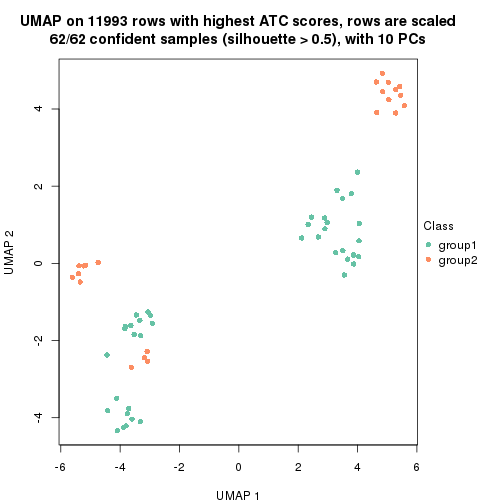 UMAP on 11993 rows with highest ATC scores, rows are scaled
62/62 confident samples (silhouette > 0.5), with 10 PCs
4
2
0
-2
-4
UMAP 2
-6
-4
-2
0
2
4
6
UMAP 1
Class
group1
group2